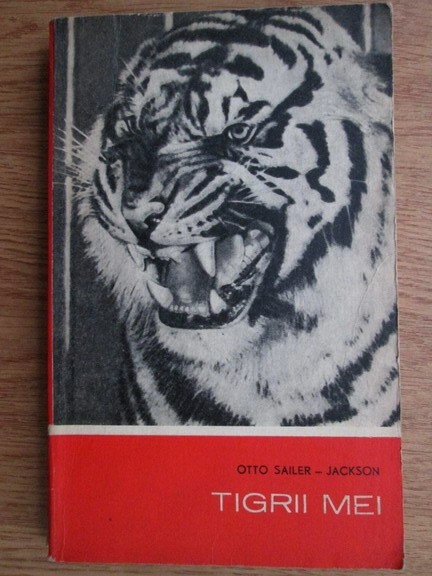 OTTO SAILER – JACKSON
TIGRII MEI